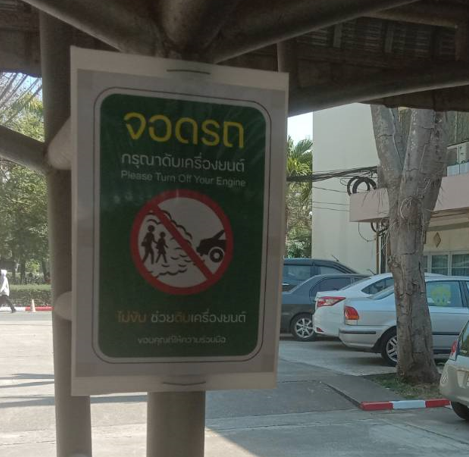 จอดรถ
กรุณาดับเครื่องยนต์
Please Turn Off Your Engine
ไม่ขับ ช่วยดับเครื่องยนต์
ขอบคุณที่ให้ความร่วมมือ